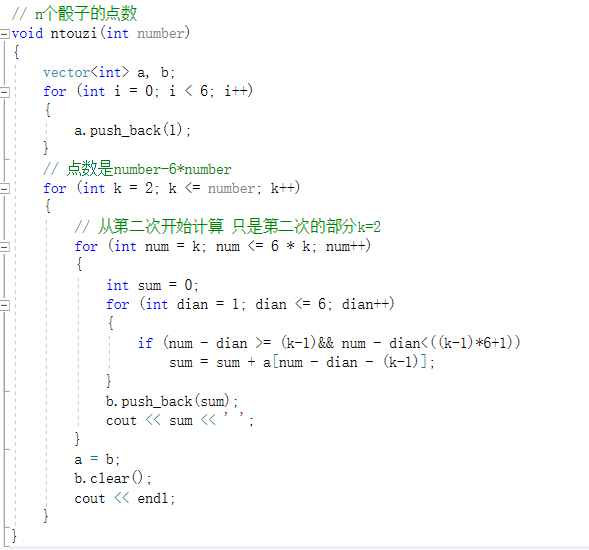 // n个骰子的点数
void ntouzi(int number)
{
    vector<int> a, b;
    for (int i = 0; i < 6; i++)
    {
        a.push_back(1);
    }
    // 点数是number-6*number
    for (int k = 2; k <= number; k++)
    {
        // 从第二次开始计算 只是第二次的部分k=2
        for (int num = k; num <= 6 * k; num++)
        {
            int sum = 0;
            for (int dian = 1; dian <= 6; dian++)
            {
                if (num - dian >= (k-1)&& num - dian<((k-1)*6+1))
                    sum = sum + a[num - dian - (k-1)];
            }
            b.push_back(sum);
            cout << sum << ' ';
        }
        a = b;
        b.clear();
        cout << endl;
    }
}